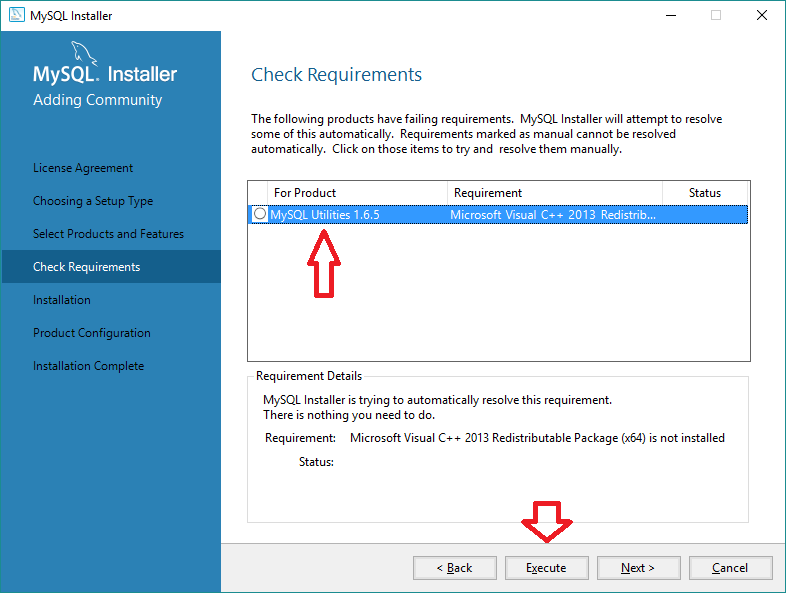 MySQL Installer
MySQL. Installer
Adding Community
License Agreement
Choosing a Setup Type
Select Products and Features
Check Requirements
Installation
Product Configuration
Installation Complete
Check Requirements
The following products have failing requirements. MySQL Installer will attempt to resolve
some of this automatically. Requirements marked as manual cannot be resolved
automatically. Click on those items to try and resolve them manually.
For Product Requirement Status
MySQL Utilities 1.6.5 Microsoft Visual C++ 2013 Redistrib...
Requirement Details
MySQL Installer is trying to automatically resolve this requirement.
There is nothing you need to do.
Requirement: Microsoft Visual C++ 2013 Redistributable Package (x64) is not installed
Status:
< Back Execute Next > Cancel